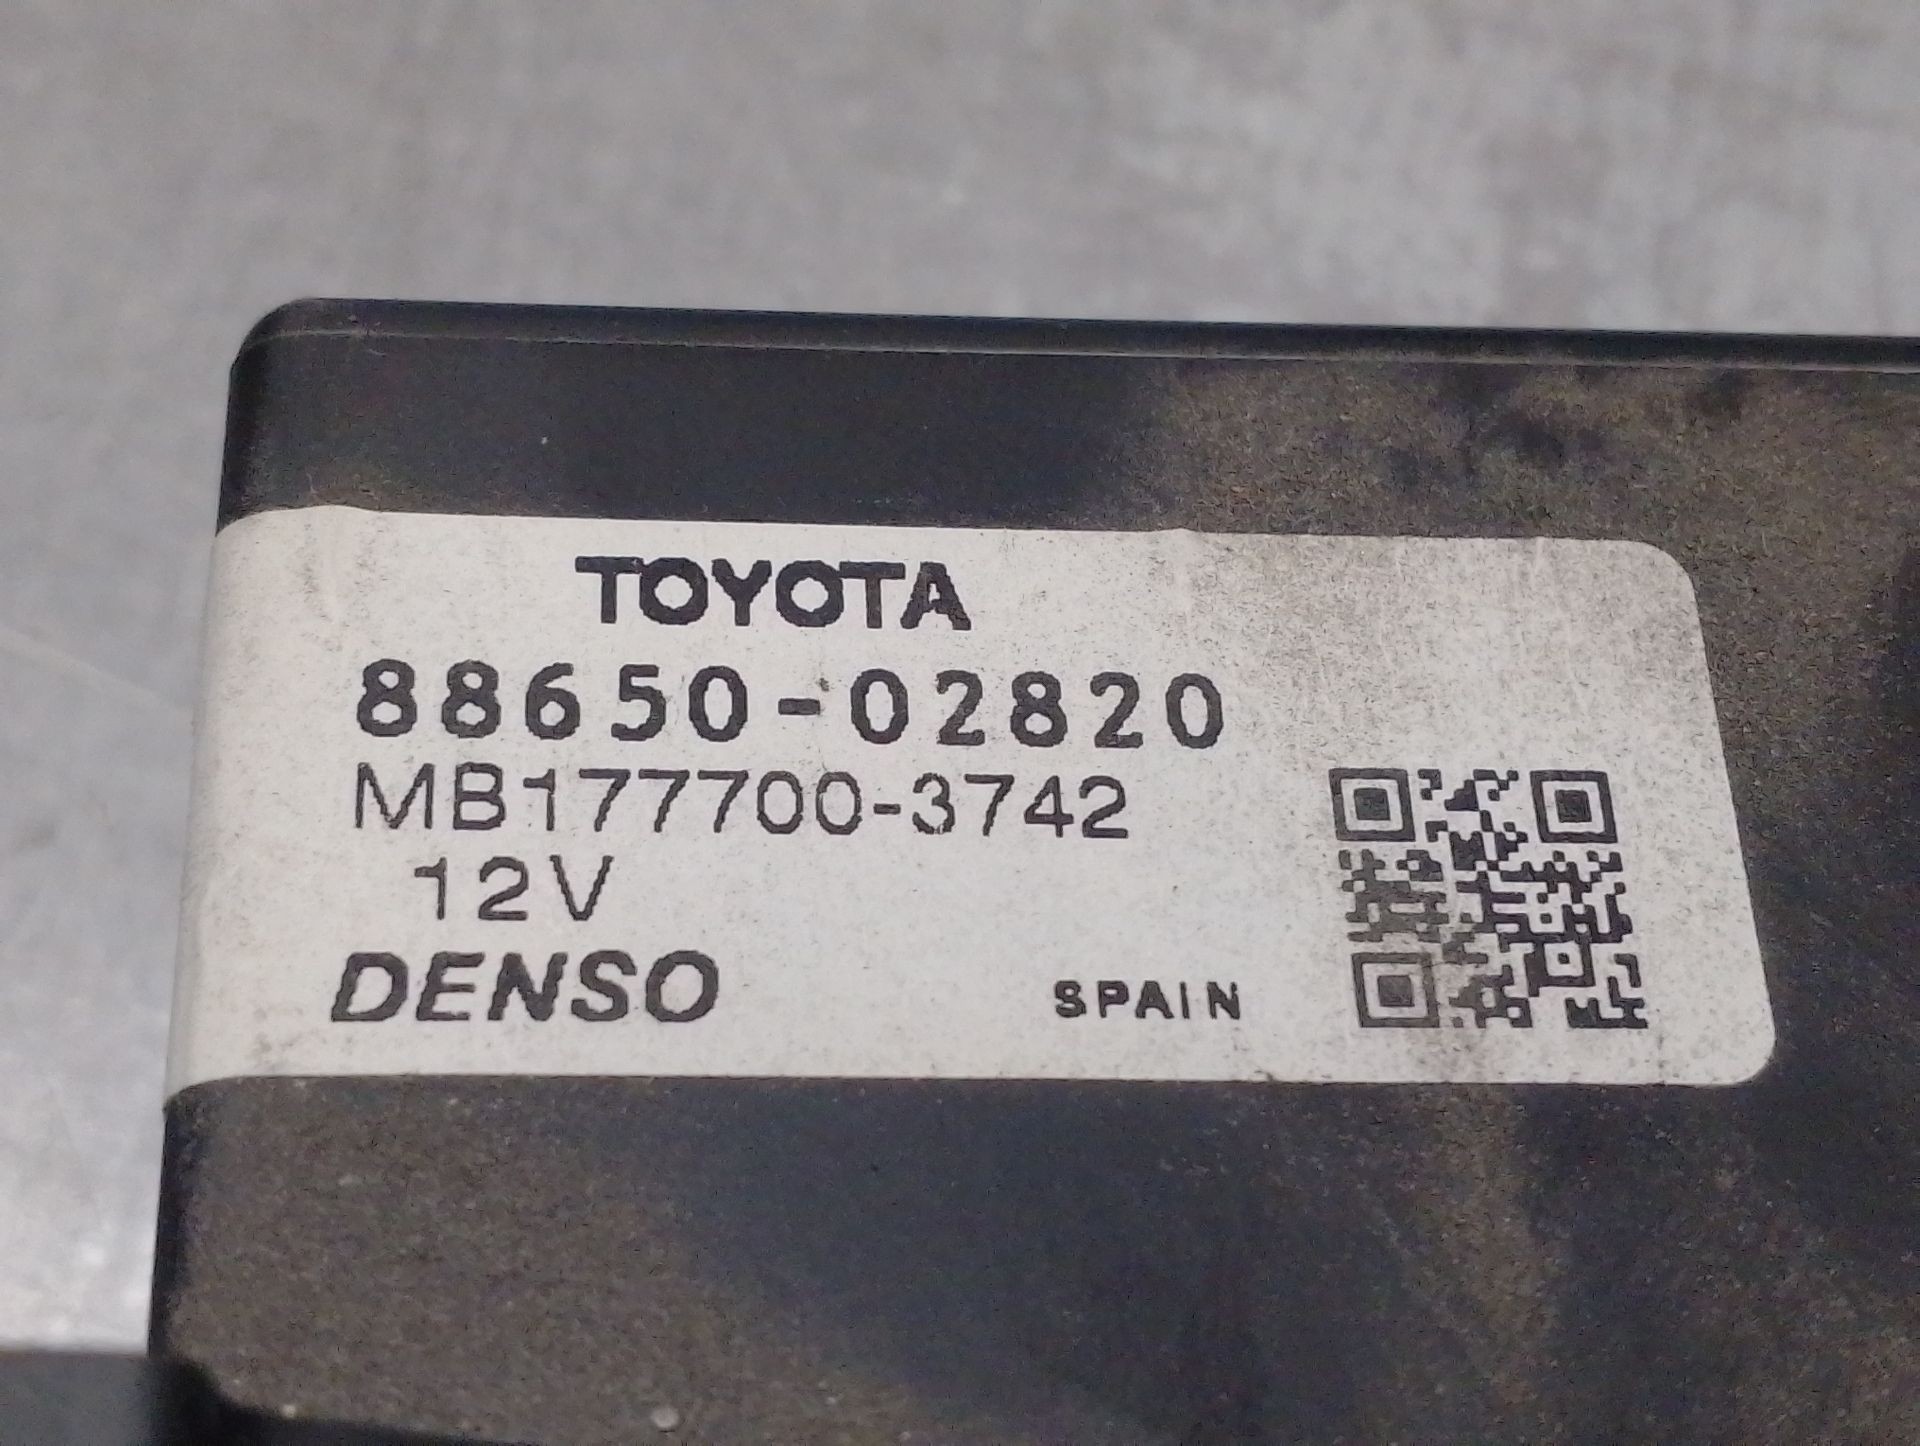 TOYOTA
88650-02820
MB177700-3742
12V
DENSO SPAIN